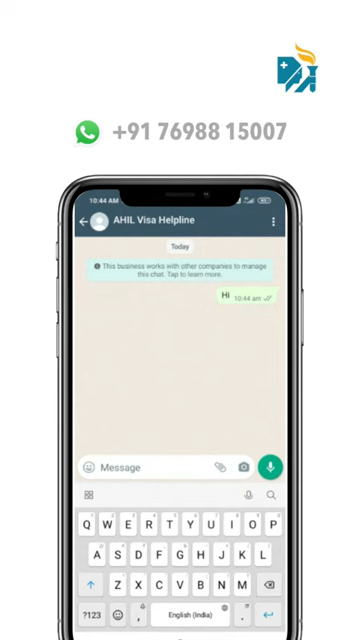 +91 76988 15007
10:44 AM
AHIL Visa Helpline
Today
This business works with other companies to manage
this chat. Tap to learn more.
Hi 10:44 am
Message
Q W E R T Y U I O P
A S D F G H J K L
Z X C V B N M
?123 , English (India) .